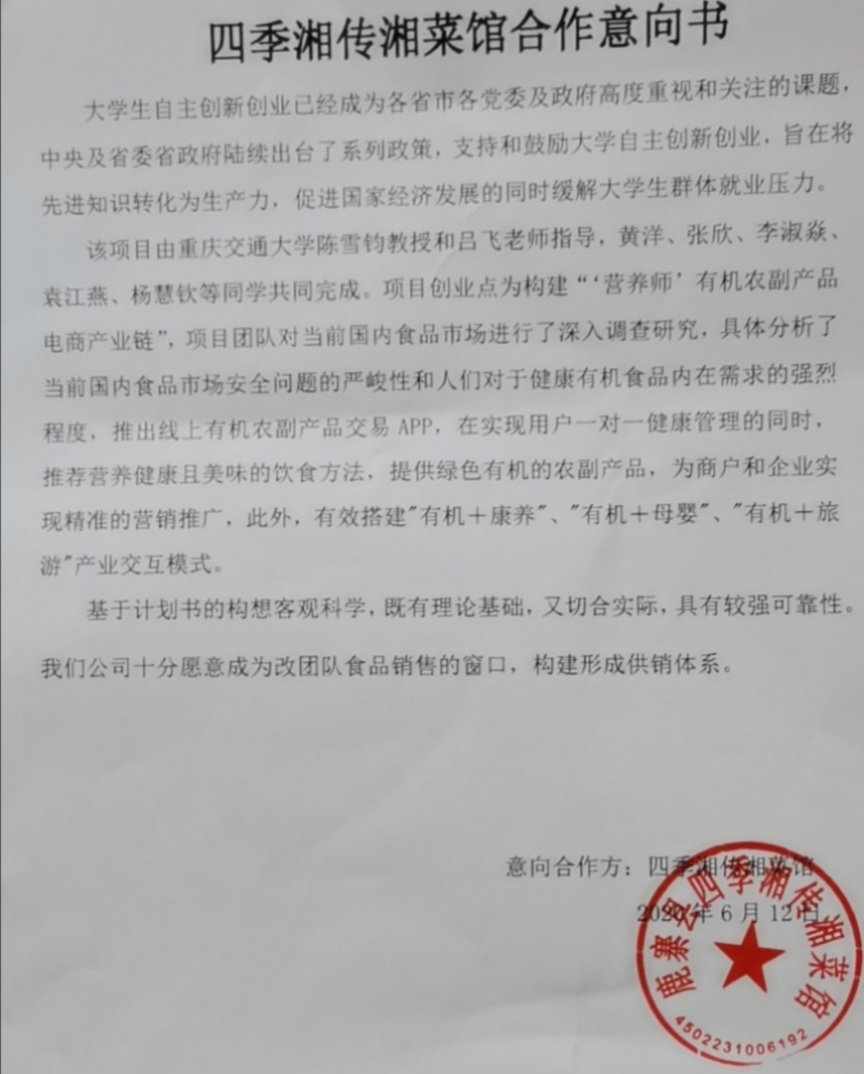 四季湘传湘菜馆合作意向书
大学生自主创新创业已经成为各省市各党委及政府高度重视和关注的课题，
中央及省委省政府陆续出台了系列政策，支持和鼓励大学自主创新创业，旨在将
先进知识转化为生产力，促进国家经济发展的同时缓解大学生群体就业压力。
该项目由重庆交通大学陈雪钧教授和吕飞老师指导，黄洋、张欣、李淑焱、
袁江燕、杨慧钦等同学共同完成。项目创业点为构建“‘营养师’有机农副产品
电商产业链”，项目团队对当前国内食品市场进行了深入调查研究，具体分析了
当前国内食品市场安全问题的严峻性和人们对于健康有机食品内在需求的强烈
程度，推出线上有机农副产品交易 APP，在实现用户一对一健康管理的同时，
推荐营养健康且美味的饮食方法，提供绿色有机的农副产品，为商户和企业实
现精准的营销推广，此外，有效搭建"有机＋康养"、"有机＋母婴"、"有机＋旅
游"产业交互模式。
基于计划书的构想客观科学，既有理论基础，又切合实际，具有较强可靠性。
我们公司十分愿意成为改团队食品销售的窗口，构建形成供销体系。
意向合作方：四季湘传湘菜馆
2020 年 6 月 12 日
鹿寨县四季湘传湘菜馆
4502231006192